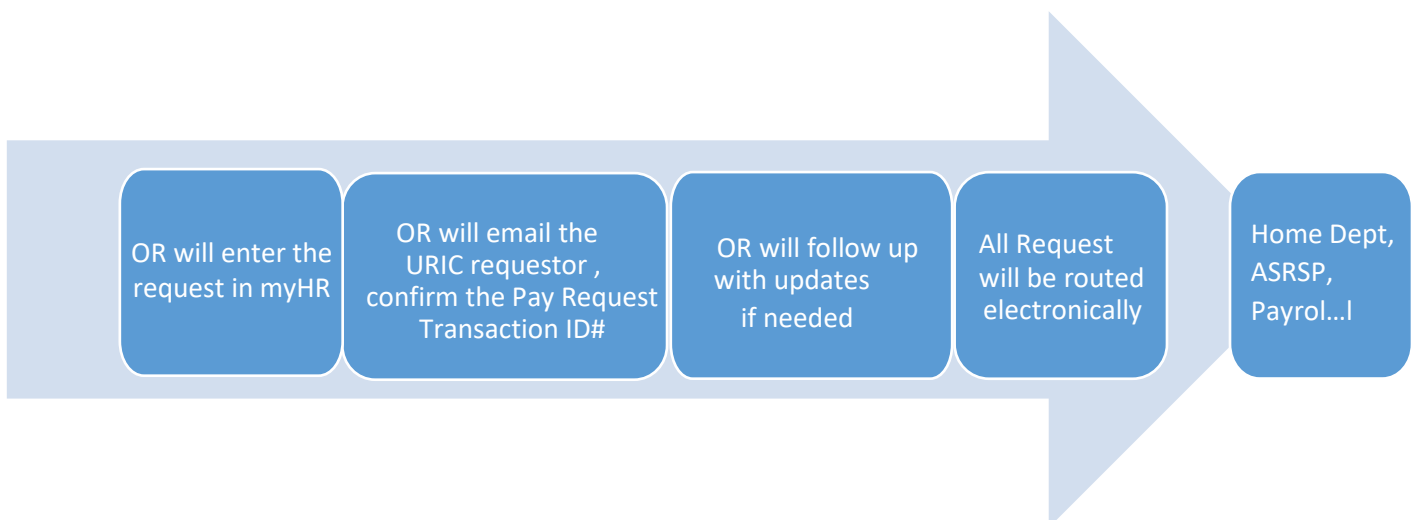 OR will enter the
request in myHR
OR will email the
URIC requestor ,
confirm the Pay Request
Transaction ID#
OR will follow up
with updates
if needed
All Request
will be routed
electronically
Home Dept,
ASRSP,
Payrol...l